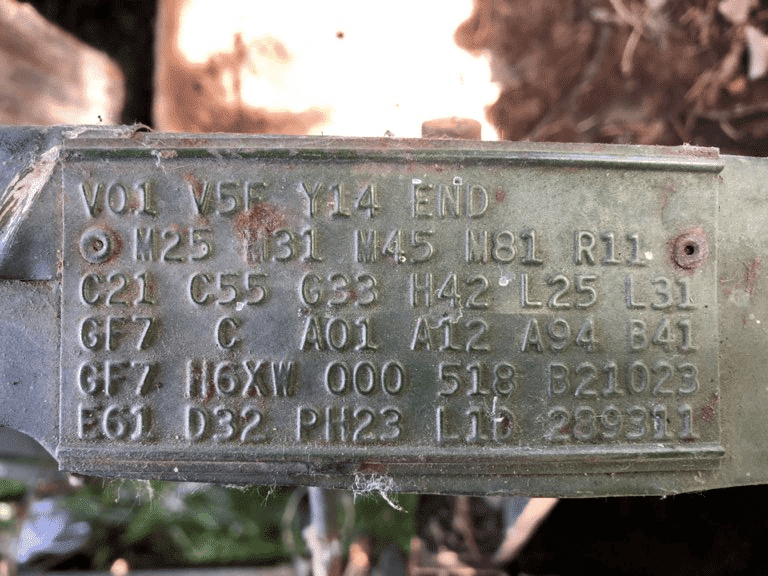 V01 V5F Y14 END
M25 M31 M45 M81 R11
C21 C55 G33 H42 L25 L31
GF7 C A01 A12 A94 B41
GF7 H6XW 000 518 B21023
E61 D32 PH23 L1D 289311